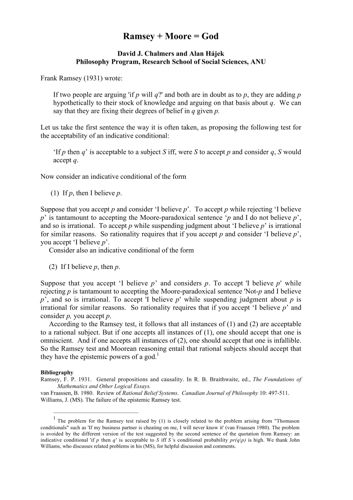 Ramsey + Moore = God
David J. Chalmers and Alan Hájek
Philosophy Program, Research School of Social Sciences, ANU
Frank Ramsey (1931) wrote:
If two people are arguing 'if p will q?' and both are in doubt as to p, they are adding p
hypothetically to their stock of knowledge and arguing on that basis about q. We can
say that they are fixing their degrees of belief in q given p.
Let us take the first sentence the way it is often taken, as proposing the following test for
the acceptability of an indicative conditional:
'If p then q' is acceptable to a subject S iff, were S to accept p and consider q, S would
accept q.
Now consider an indicative conditional of the form
(1) If p, then I believe p.
Suppose that you accept p and consider 'I believe p'. To accept p while rejecting 'I believe
p' is tantamount to accepting the Moore-paradoxical sentence 'p and I do not believe p',
and so is irrational. To accept p while suspending judgment about 'I believe p' is irrational
for similar reasons. So rationality requires that if you accept p and consider 'I believe p',
you accept 'I believe p'.
Consider also an indicative conditional of the form
(2) If I believe p, then p.
Suppose that you accept 'I believe p' and consider p. To accept 'I believe p' while
rejecting p is tantamount to accepting the Moore-paradoxical sentence 'Not-p and I believe
p', and so is irrational. To accept 'I believe p' while suspending judgment about p is
irrational for similar reasons. So rationality requires that if you accept 'I believe p' and
consider p, you accept p.
According to the Ramsey test, it follows that all instances of (1) and (2) are acceptable
to a rational subject. But if one accepts all instances of (1), one should accept that one is
omniscient. And if one accepts all instances of (2), one should accept that one is infallible.
So the Ramsey test and Moorean reasoning entail that rational subjects should accept that
they have the epistemic powers of a god.1
Bibliography
Ramsey, F. P. 1931. General propositions and causality. In R. B. Braithwaite, ed., The Foundations of
Mathematics and Other Logical Essays.
van Fraassen, B. 1980. Review of Rational Belief Systems. Canadian Journal of Philosophy 10: 497-511.
Williams, J. (MS). The failure of the epistemic Ramsey test.
1 The problem for the Ramsey test raised by (1) is closely related to the problem arising from "Thomason
conditionals" such as 'If my business partner is cheating on me, I will never know it' (van Fraassen 1980). The problem
is avoided by the different version of the test suggested by the second sentence of the quotation from Ramsey: an
indicative conditional 'if p then q' is acceptable to S iff S's conditional probability pr(q/p) is high. We thank John
Williams, who discusses related problems in his (MS), for helpful discussion and comments.